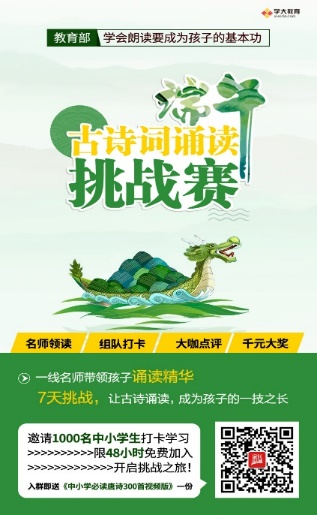 学大教育
教育部 学会朗读要成为孩子的基本功
端午
古诗词诵读
挑战赛
名师领读 组队打卡 大咖点评 千元大奖
一线名师带领孩子诵读精华
7天挑战，让古诗诵读，成为孩子的一技之长
邀请1000名中小学生打卡学习
>>>>>>>>>>限48小时免费加入
>>>>>>>>>>>>>开启挑战之旅！
入群即送《中小学必读唐诗300首视频版》一份